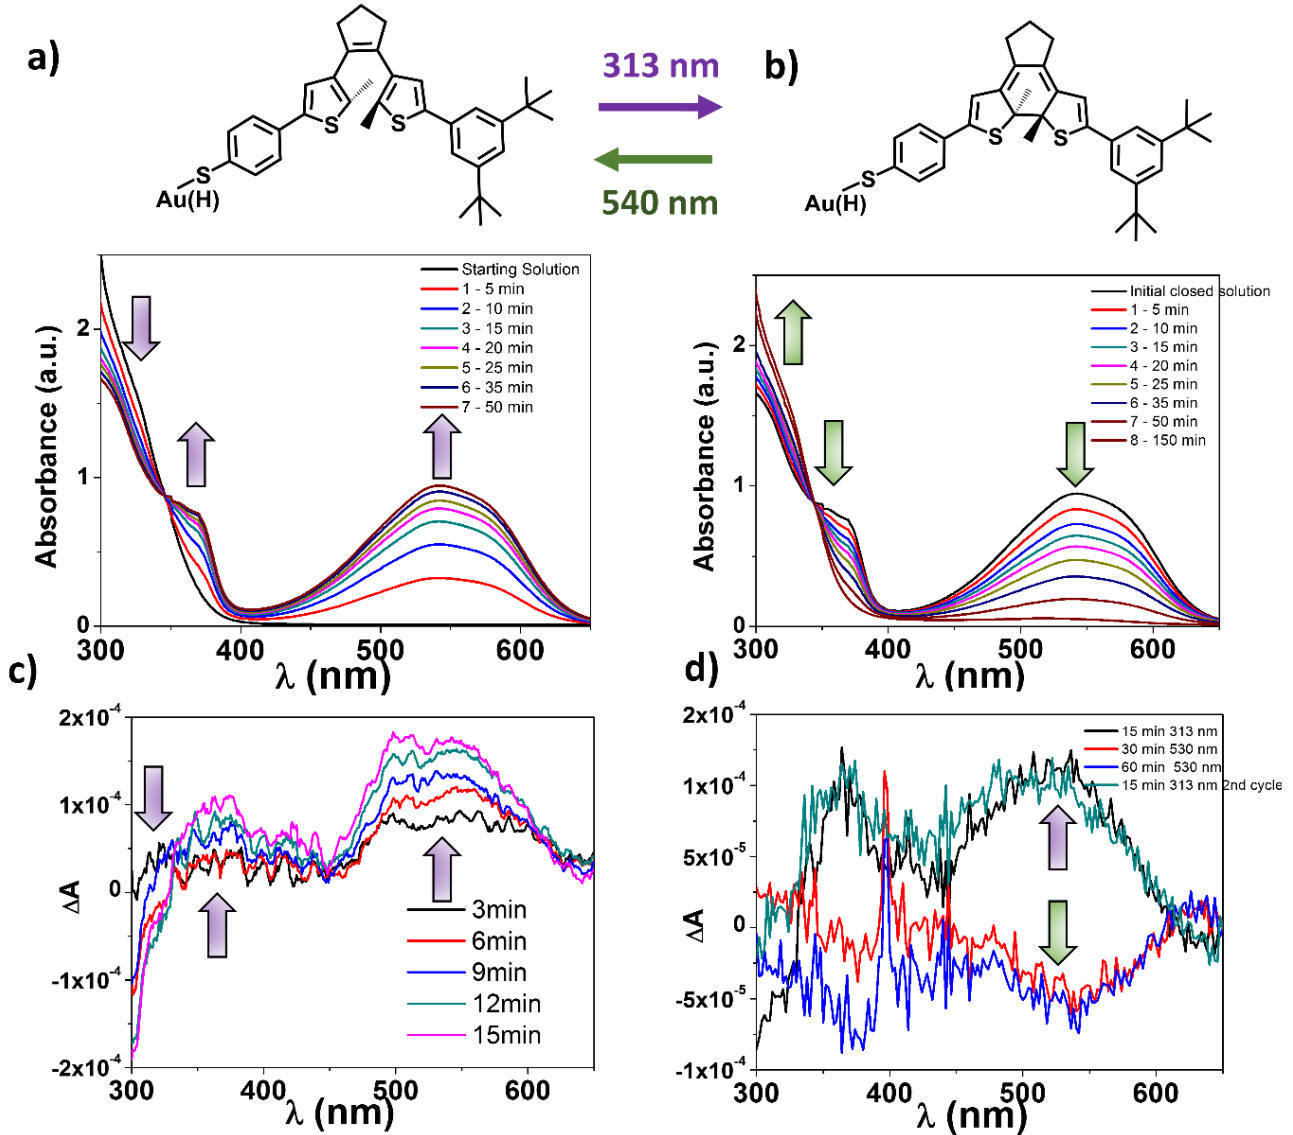 a)
S
S
S
Au(H)
313 nm
540 nm
b)
S
S
S
Au(H)
Absorbance (a.u.)
2
1
0
300
400
500
600
λ (nm)
Starting Solution
1 - 5 min
2 - 10 min
3 - 15 min
4 - 20 min
5 - 25 min
6 - 35 min
7 - 50 min
Absorbance (a.u.)
2
1
0
300
400
500
600
λ (nm)
Initial closed solution
1 - 5 min
2 - 10 min
3 - 15 min
4 - 20 min
5 - 25 min
6 - 35 min
7 - 50 min
8 - 150 min
c)
ΔA
2x10⁻⁴
1x10⁻⁴
0
-1x10⁻⁴
-2x10⁻⁴
300
400
500
600
λ (nm)
3min
6min
9min
12min
15min
d)
ΔA
2x10⁻⁴
1x10⁻⁴
5x10⁻⁵
0
-5x10⁻⁵
-1x10⁻⁴
300
400
500
600
λ (nm)
15 min 313 nm
30 min 530 nm
60 min 530 nm
15 min 313 nm 2nd cycle